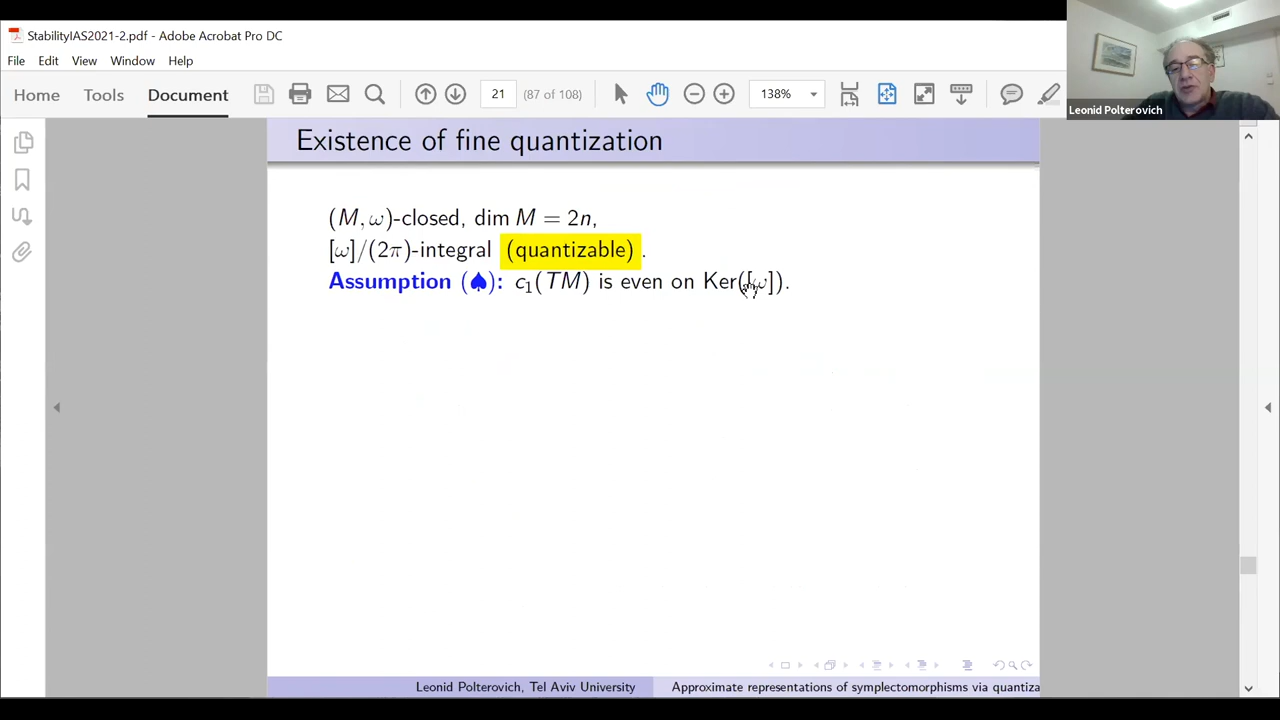 StabilityIAS2021-2.pdf - Adobe Acrobat Pro DC
File Edit View Window Help
Home Tools Document 21 (87 of 108) 138%
Leonid Polterovich
Existence of fine quantization
(M, ω)-closed, dim M = 2n,
[ω]/(2π)-integral (quantizable) .
Assumption (♠): c₁(TM) is even on Ker([ω]).
Leonid Polterovich, Tel Aviv University Approximate representations of symplectomorphisms via quantiza